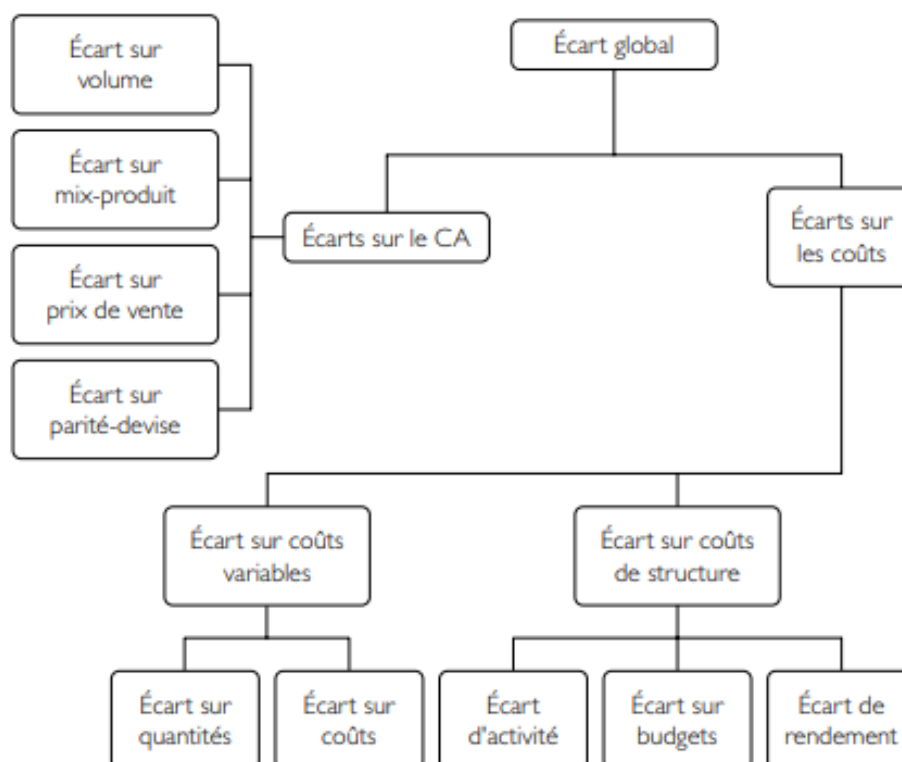 Écart global
Écart sur
volume
Écart sur
mix-produit
Écart sur
prix de vente
Écart sur
parité-devise
Écarts sur le CA
Écarts sur
les coûts
Écart sur coûts
variables
Écart sur coûts
de structure
Écart sur
quantités
Écart sur
coûts
Écart
d'activité
Écart sur
budgets
Écart de
rendement